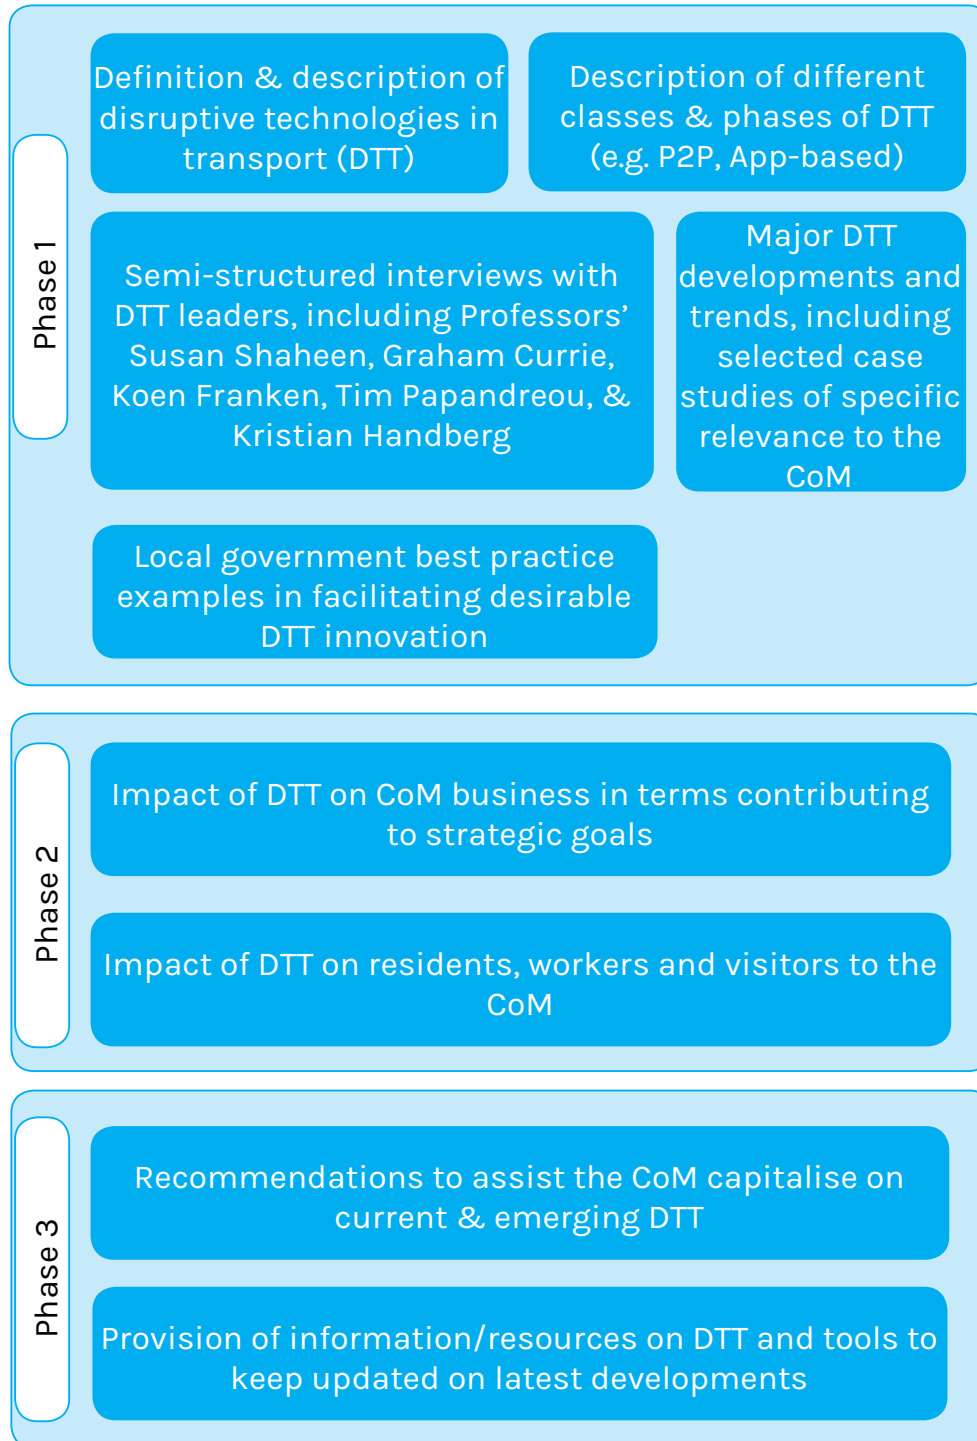 Phase 1
Definition & description of
disruptive technologies in
transport (DTT)
Description of different
classes & phases of DTT
(e.g. P2P, App-based)
Semi-structured interviews with
DTT leaders, including Professors’
Susan Shaheen, Graham Currie,
Koen Franken, Tim Papandreou, &
Kristian Handberg
Major DTT
developments and
trends, including
selected case
studies of specific
relevance to the
CoM
Local government best practice
examples in facilitating desirable
DTT innovation
Phase 2
Impact of DTT on CoM business in terms contributing
to strategic goals
Impact of DTT on residents, workers and visitors to the
CoM
Phase 3
Recommendations to assist the CoM capitalise on
current & emerging DTT
Provision of information/resources on DTT and tools to
keep updated on latest developments